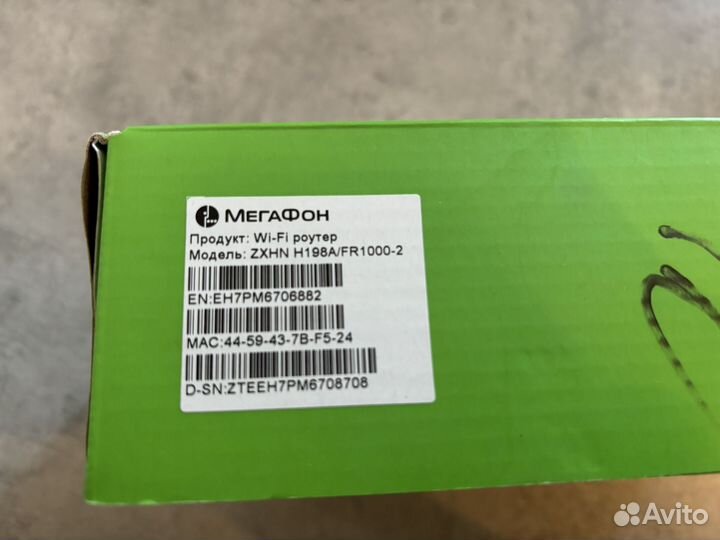 МЕГАФОН
Продукт: Wi-Fi роутер
Модель: ZXHN H198A/FR1000-2
EN:EH7PM6706882
MAC:44-59-43-7B-F5-24
D-SN:ZTEEH7PM6708708
Avito